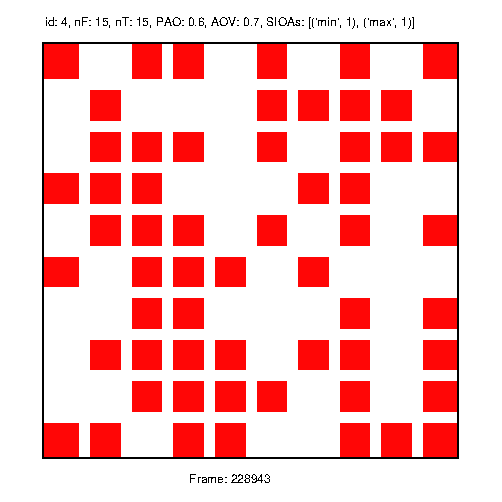 id: 4, nF: 15, nT: 15, PAO: 0.6, AOV: 0.7, SIOAs: [('min', 1), ('max', 1)]
Frame: 228943